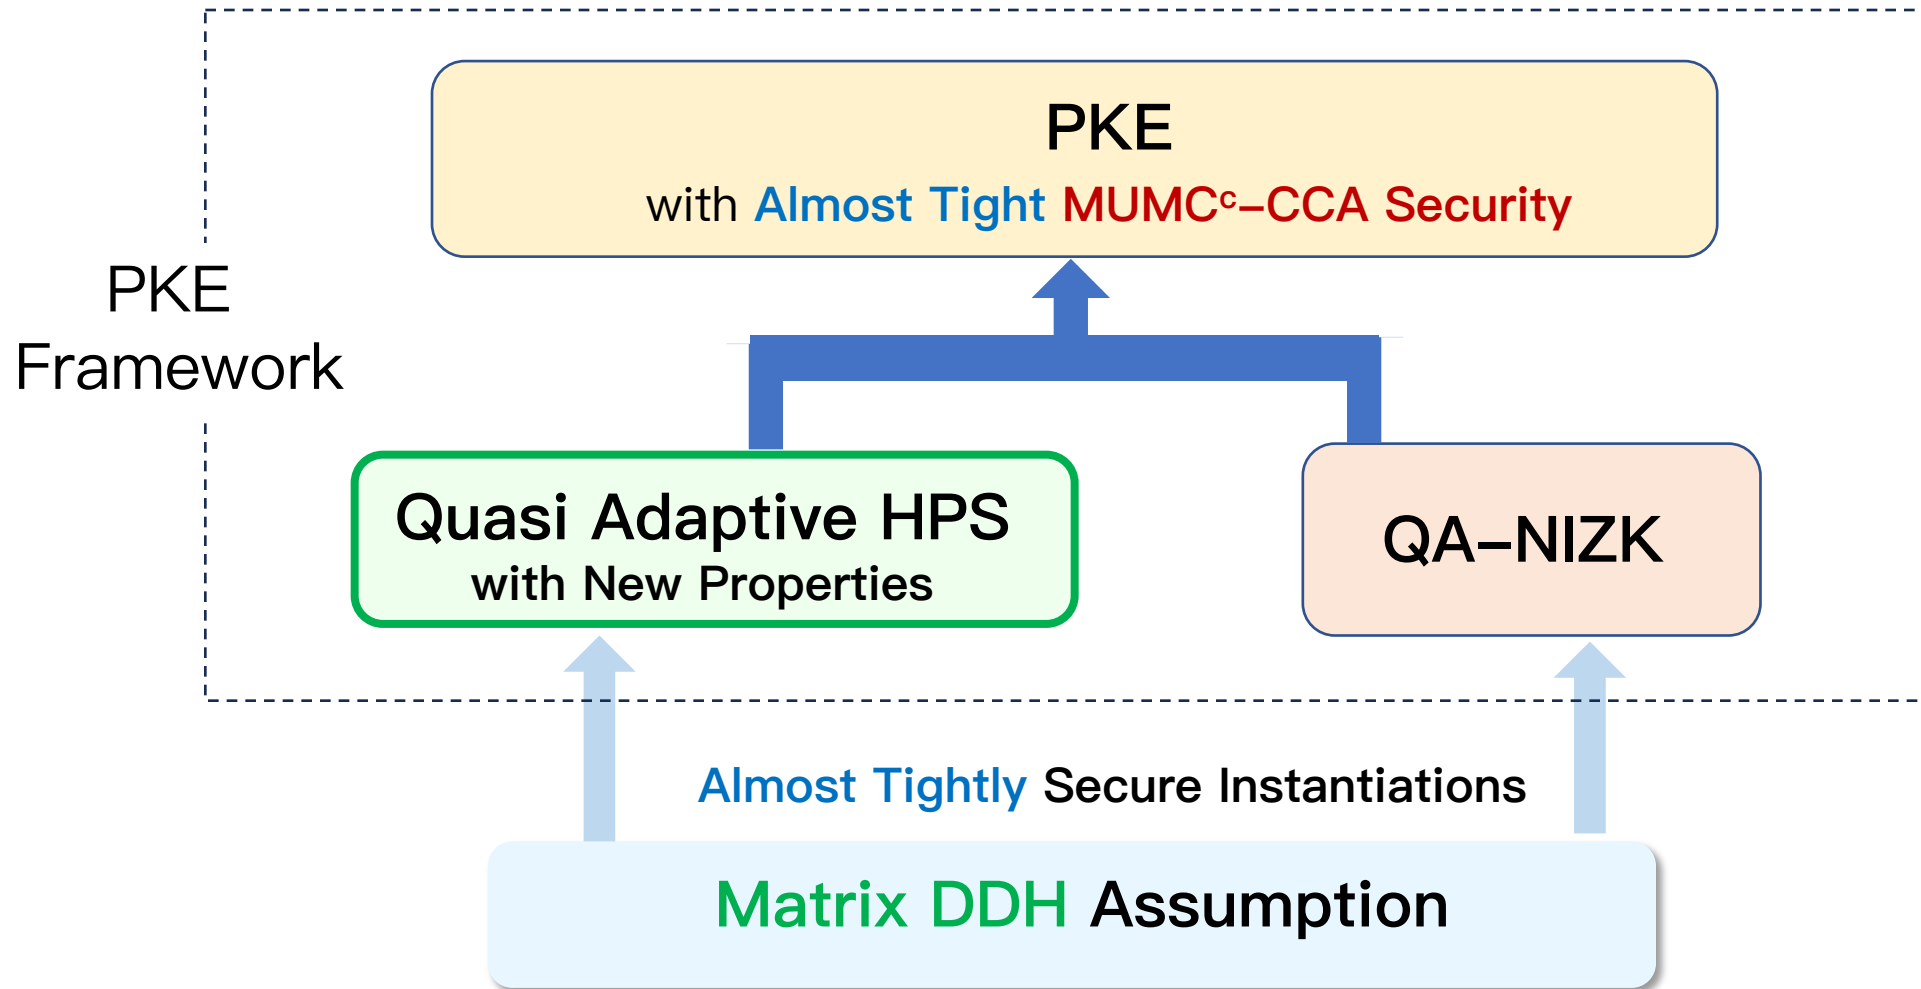 PKE
with Almost Tight MUMCᶜ–CCA Security
PKE
Framework
Quasi Adaptive HPS
with New Properties
QA–NIZK
Almost Tightly Secure Instantiations
Matrix DDH Assumption